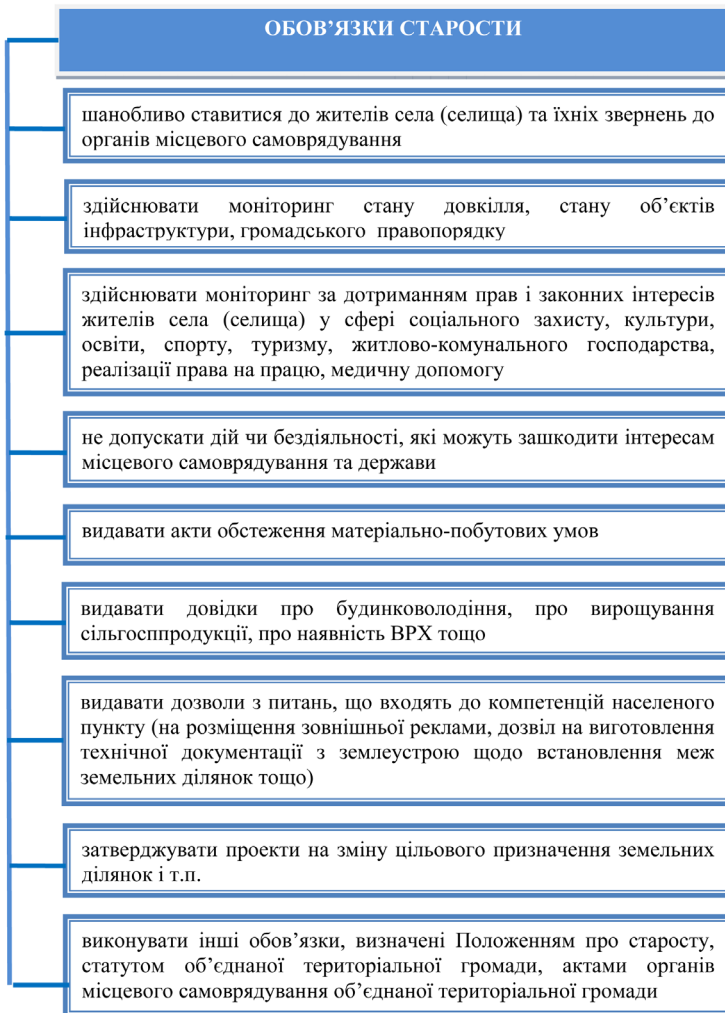 ОБОВ’ЯЗКИ СТАРОСТИ
шанобливо ставитися до жителів села (селища) та їхніх звернень до
органів місцевого самоврядування
здійснювати моніторинг стану довкілля, стану об’єктів
інфраструктури, громадського правопорядку
здійснювати моніторинг за дотриманням прав і законних інтересів
жителів села (селища) у сфері соціального захисту, культури,
освіти, спорту, туризму, житлово-комунального господарства,
реалізації права на працю, медичну допомогу
не допускати дій чи бездіяльності, які можуть зашкодити інтересам
місцевого самоврядування та держави
видавати акти обстеження матеріально-побутових умов
видавати довідки про будинковолодіння, про вирощування
сільгосппродукції, про наявність ВРХ тощо
видавати дозволи з питань, що входять до компетенцій населеного
пункту (на розміщення зовнішньої реклами, дозвіл на виготовлення
технічної документації з землеустрою щодо встановлення меж
земельних ділянок тощо)
затверджувати проекти на зміну цільового призначення земельних
ділянок і т.п.
виконувати інші обов’язки, визначені Положенням про старосту,
статутом об’єднаної територіальної громади, актами органів
місцевого самоврядування об’єднаної територіальної громади